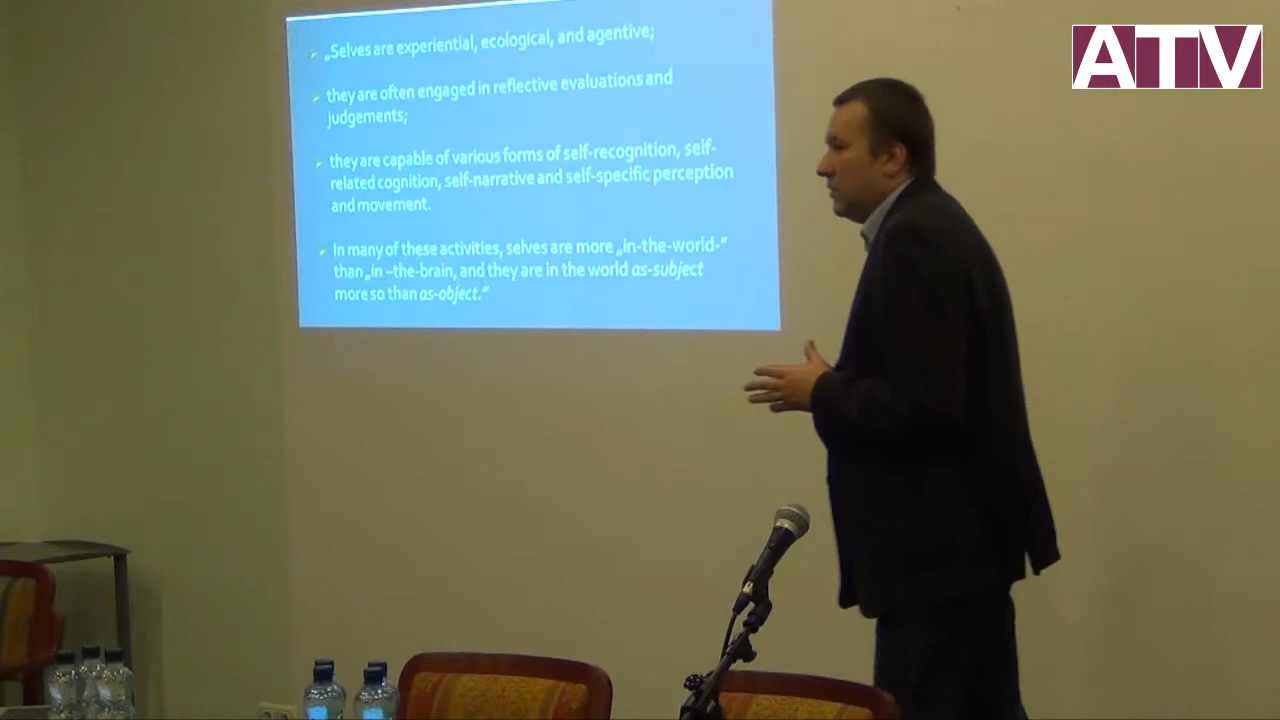 „Selves are experiential, ecological, and agentive;
they are often engaged in reflective evaluations and
judgements;
they are capable of various forms of self-recognition, self-
related cognition, self-narrative and self-specific perception
and movement.
In many of these activities, selves are more „in-the-world-”
than „in –the-brain, and they are in the world as-subject
more so than as-object.“
ATV